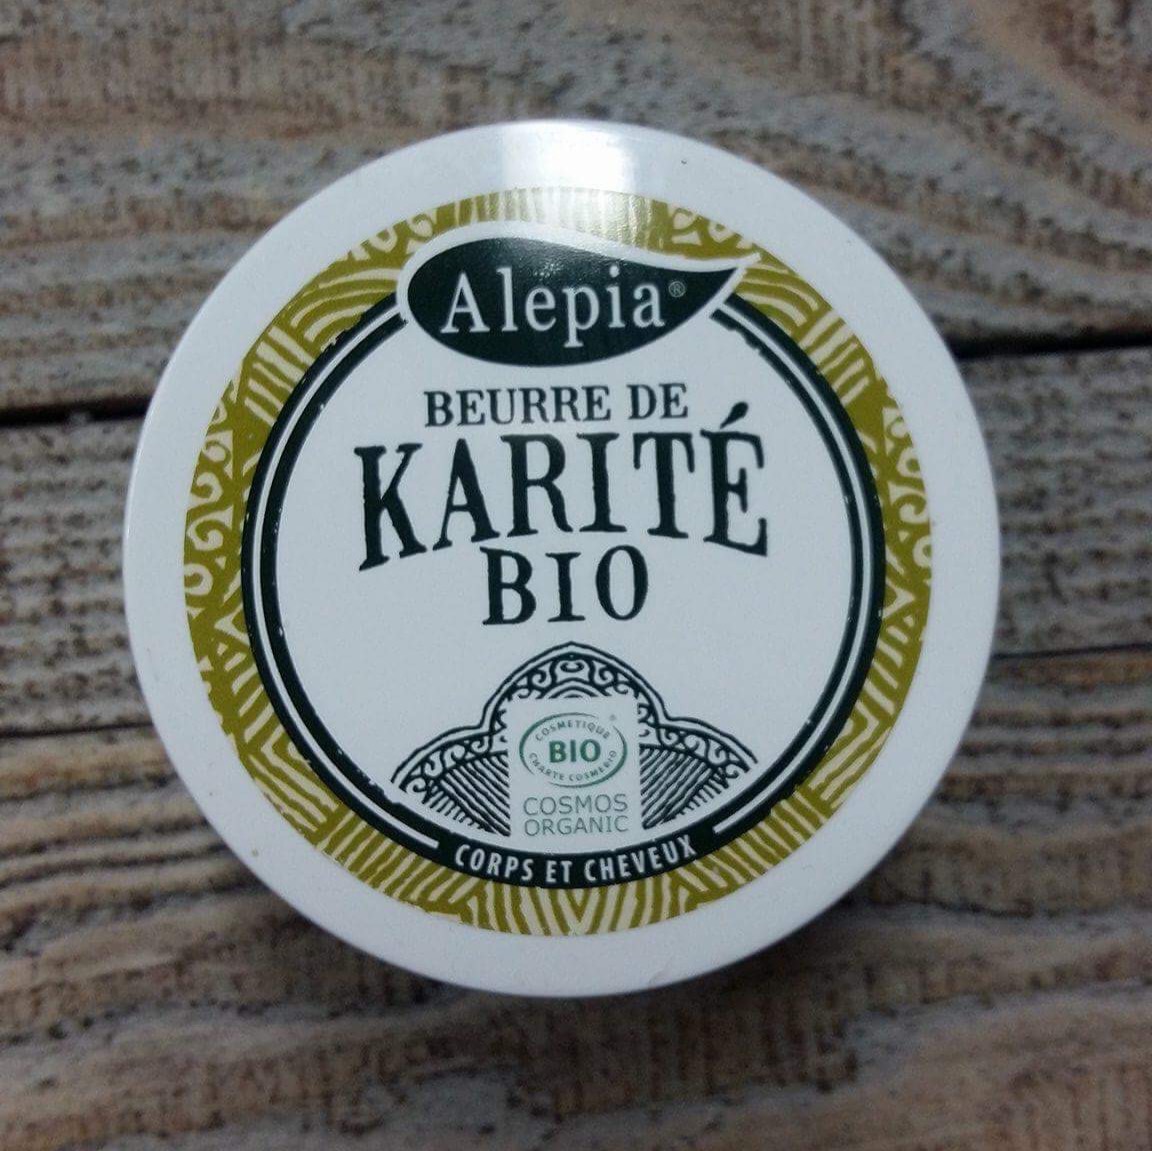 Alepia®
BEURRE DE
KARITÉ
BIO
COSMETIQUE ®
BIO
CHARTE COSMEBIO
COSMOS
ORGANIC
CORPS ET CHEVEUX